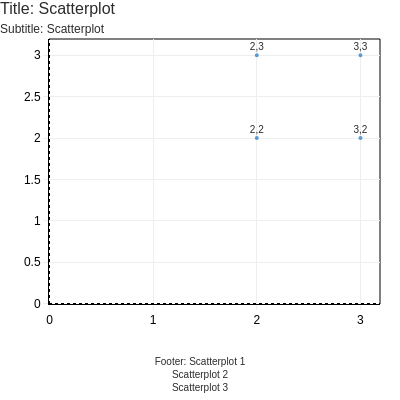 Title: Scatterplot
Subtitle: Scatterplot
3
2,3
3,3
2.5
2
2,2
3,2
1.5
1
0.5
0
0 1 2 3
Footer: Scatterplot 1
Scatterplot 2
Scatterplot 3